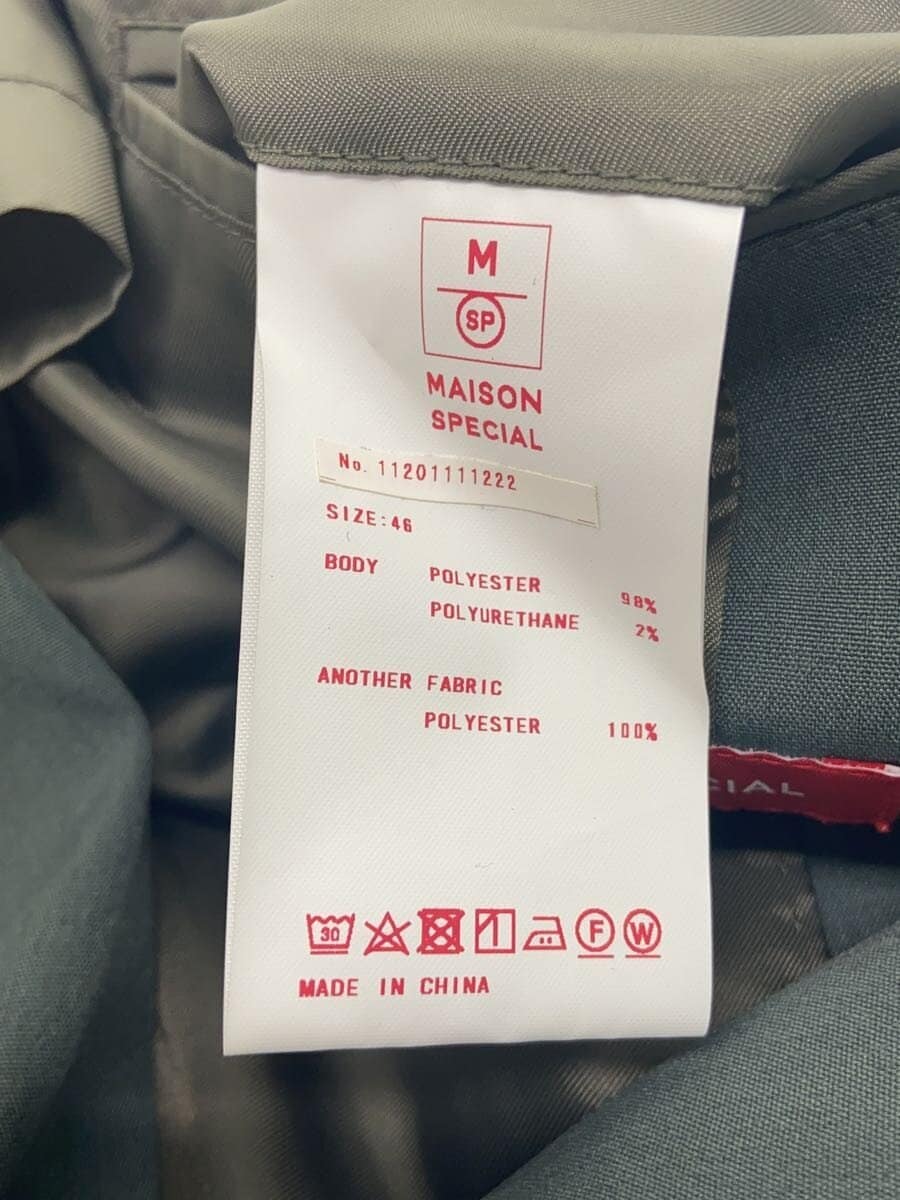 M
SP
MAISON
SPECIAL
No. 11201111222
SIZE:46
BODY POLYESTER 98%
POLYURETHANE 2%
ANOTHER FABRIC
POLYESTER 100%
CIAL
30
F W
MADE IN CHINA